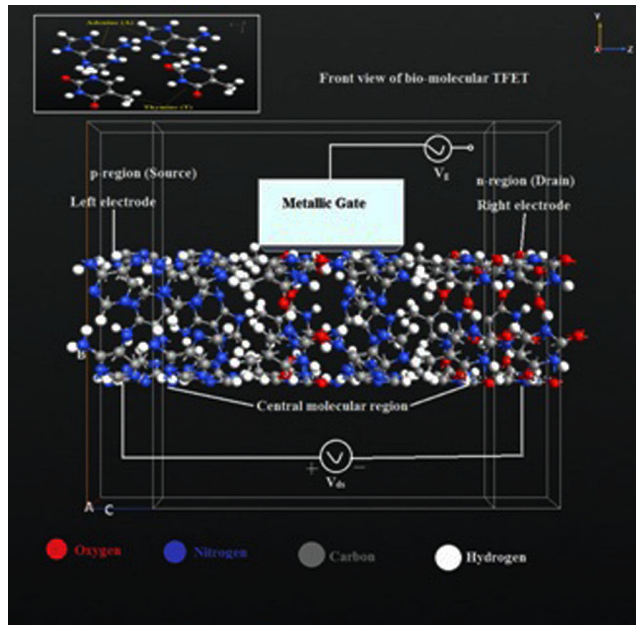 Adenine (A)
Thymine (T)
Y
X
Z
Front view of bio-molecular TFET
p-region (Source)
Left electrode
Metallic Gate
Vg
n-region (Drain)
Right electrode
B
Central molecular region
+
−
Vds
A
C
Oxygen
Nitrogen
Carbon
Hydrogen